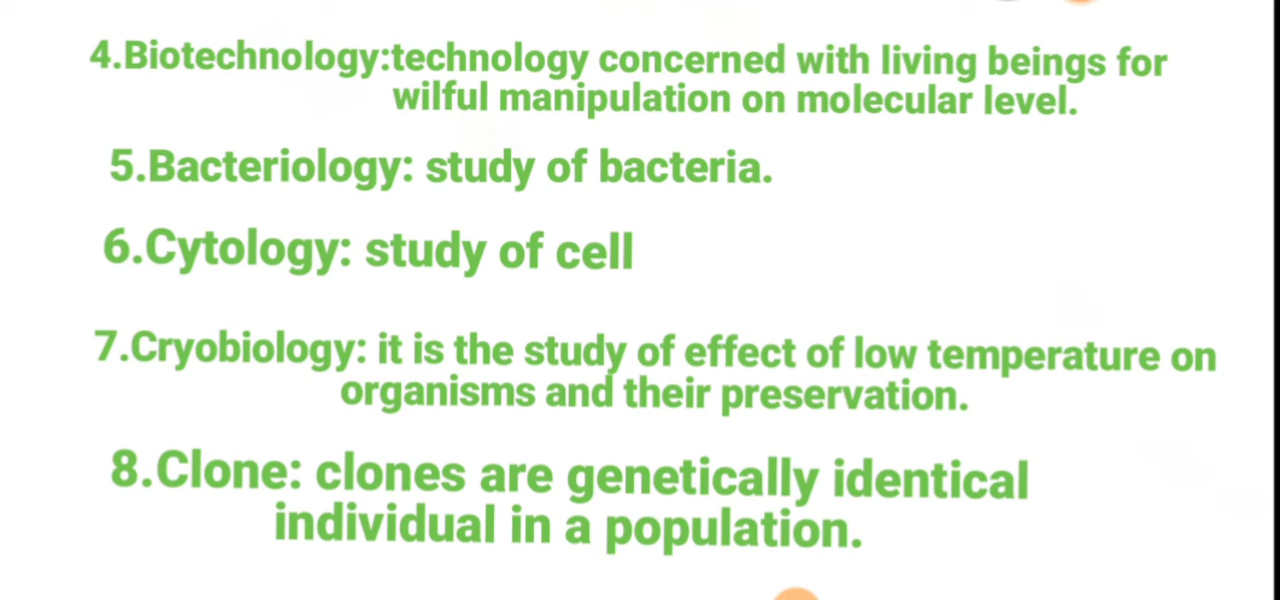 4.Biotechnology:technology concerned with living beings for
wilful manipulation on molecular level.
5.Bacteriology: study of bacteria.
6.Cytology: study of cell
7.Cryobiology: it is the study of effect of low temperature on
organisms and their preservation.
8.Clone: clones are genetically identical
individual in a population.